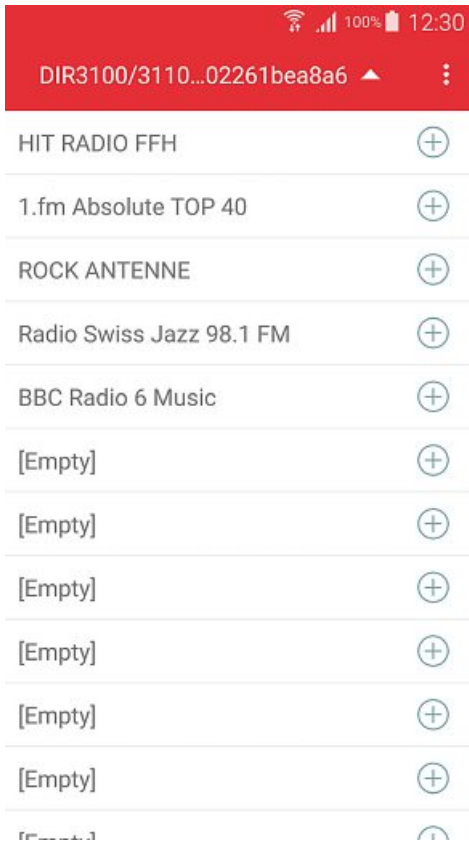 100% 12:30
DIR3100/3110...02261bea8a6
HIT RADIO FFH
1.fm Absolute TOP 40
ROCK ANTENNE
Radio Swiss Jazz 98.1 FM
BBC Radio 6 Music
[Empty]
[Empty]
[Empty]
[Empty]
[Empty]
[Empty]